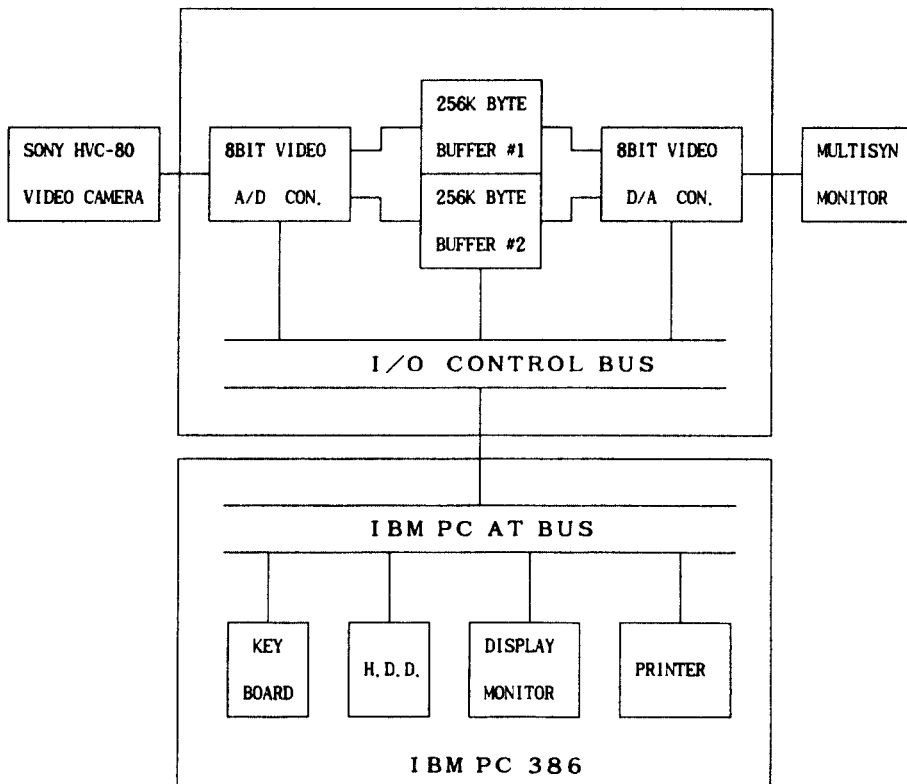 256K BYTE
BUFFER #1
SONY HVC-80
VIDEO CAMERA
8BIT VIDEO
A/D CON.
256K BYTE
BUFFER #2
8BIT VIDEO
D/A CON.
MULTISYN
MONITOR
I/O CONTROL BUS
IBM PC AT BUS
KEY
BOARD
H.D.D.
DISPLAY
MONITOR
PRINTER
IBM PC 386